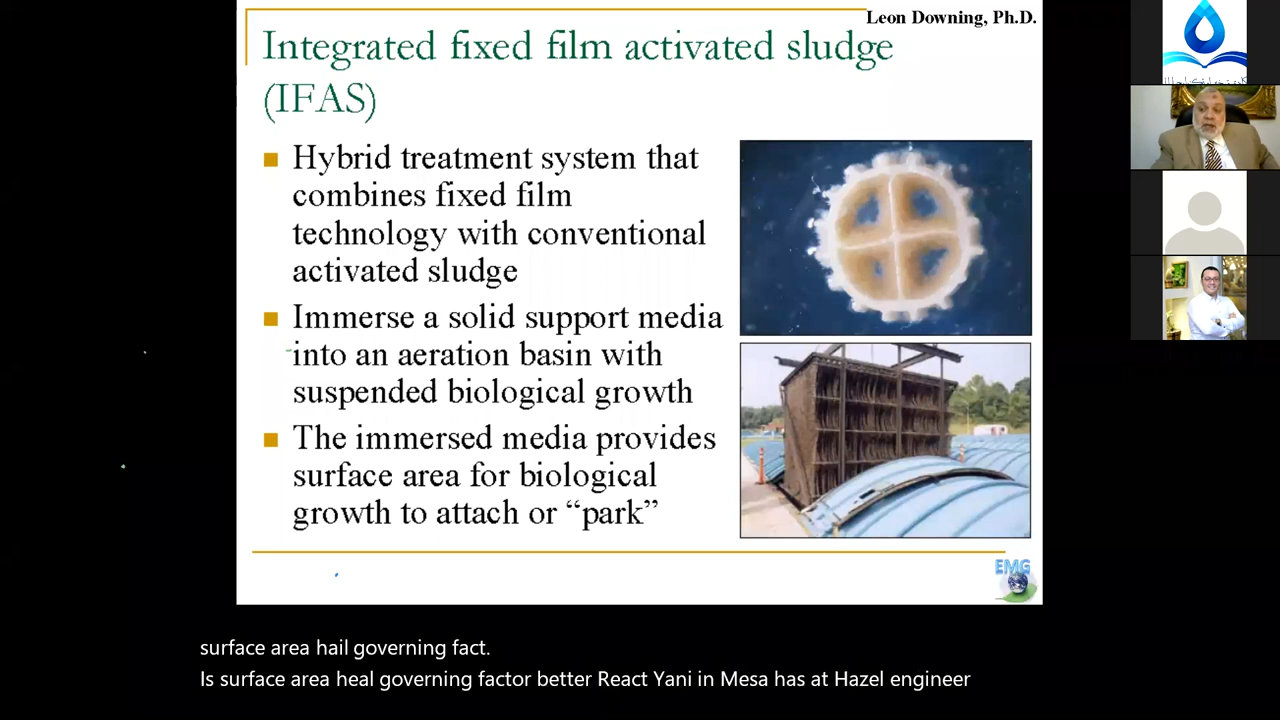 Leon Downing, Ph.D.
Integrated fixed film activated sludge
(IFAS)
Hybrid treatment system that
combines fixed film
technology with conventional
activated sludge
Immerse a solid support media
into an aeration basin with
suspended biological growth
The immersed media provides
surface area for biological
growth to attach or “park”
EMG
surface area hail governing fact.
Is surface area heal governing factor better React Yani in Mesa has at Hazel engineer